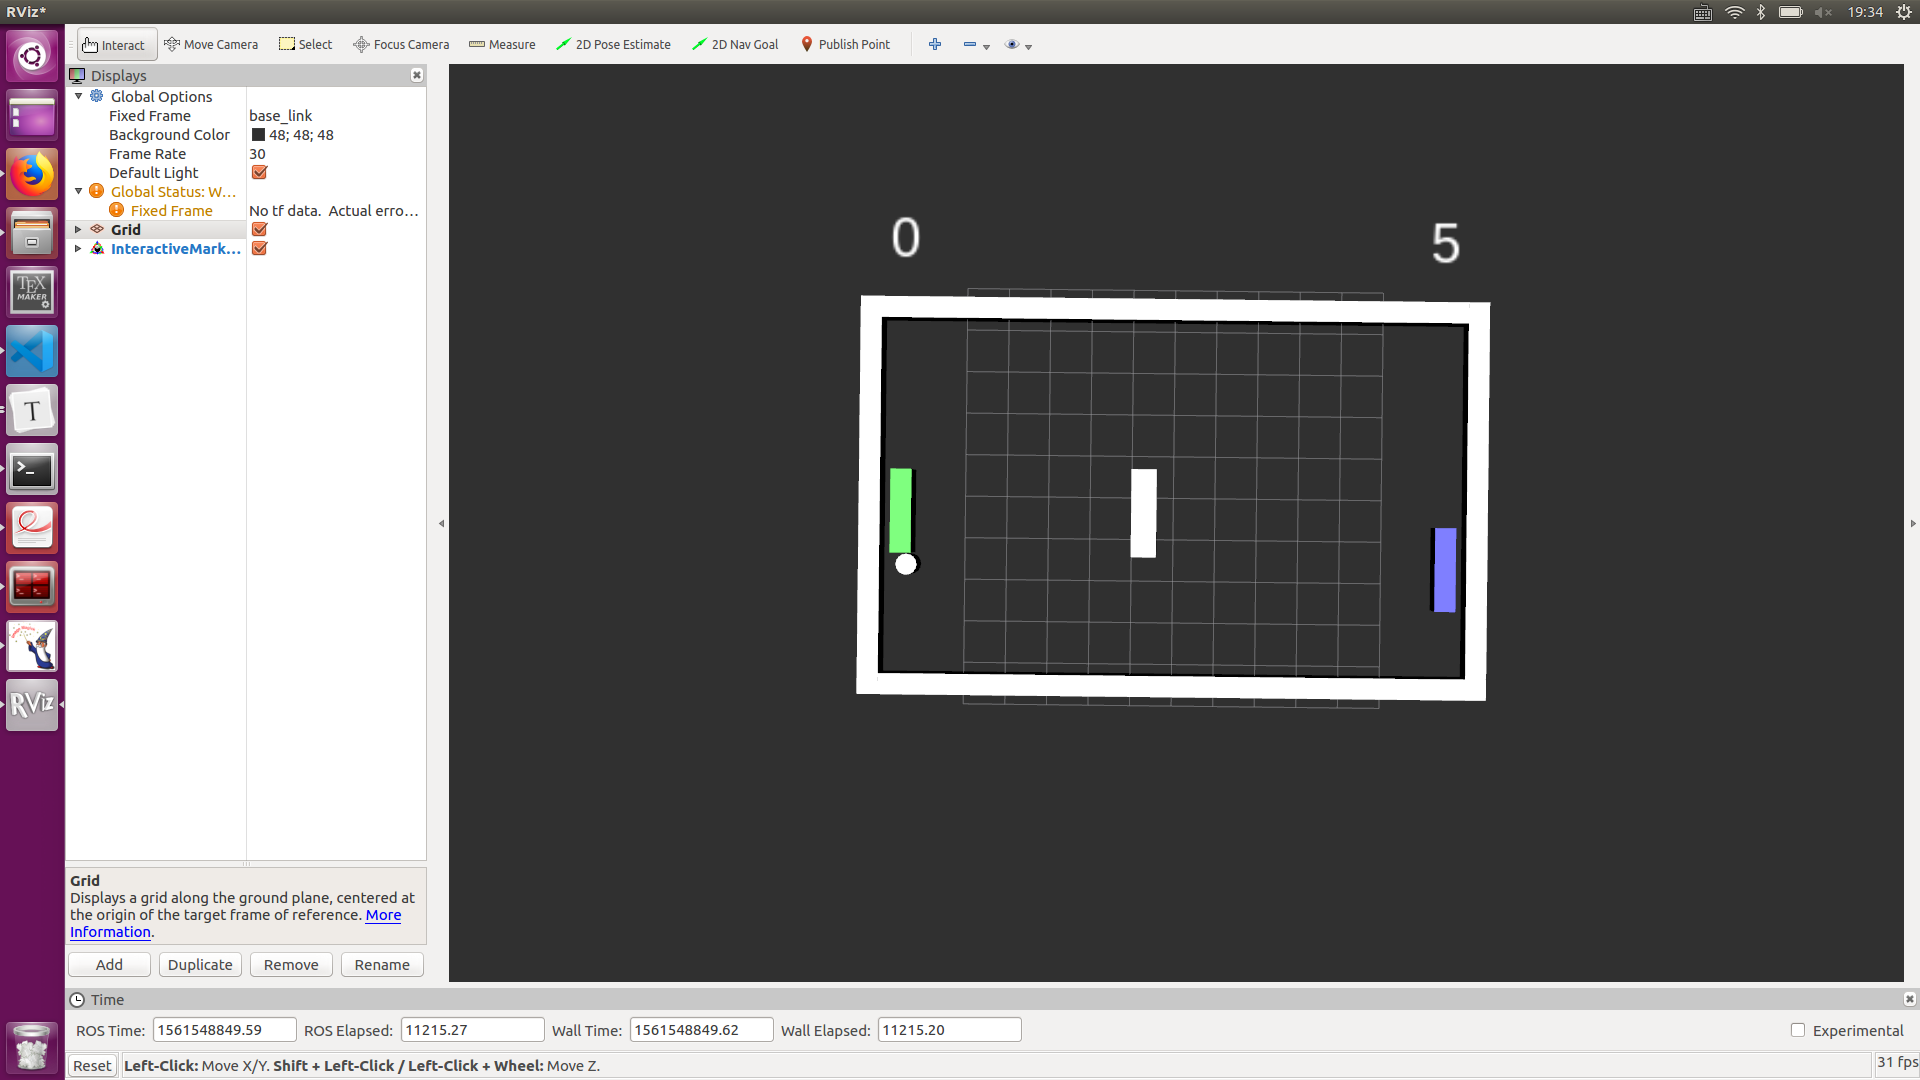 RViz*
19:34
Interact
Move Camera
Select
Focus Camera
Measure
2D Pose Estimate
2D Nav Goal
Publish Point
Displays
Global Options
Fixed Frame
base_link
Background Color
48; 48; 48
Frame Rate
30
Default Light
Global Status: W...
Fixed Frame
No tf data.  Actual erro...
Grid
InteractiveMark...
TEX
MAKER
T
>_
RViz
0
5
Grid
Displays a grid along the ground plane, centered at
the origin of the target frame of reference. More
Information.
Add
Duplicate
Remove
Rename
Time
ROS Time:
1561548849.59
ROS Elapsed:
11215.27
Wall Time:
1561548849.62
Wall Elapsed:
11215.20
Experimental
Reset
Left-Click: Move X/Y. Shift + Left-Click / Left-Click + Wheel: Move Z.
31 fps